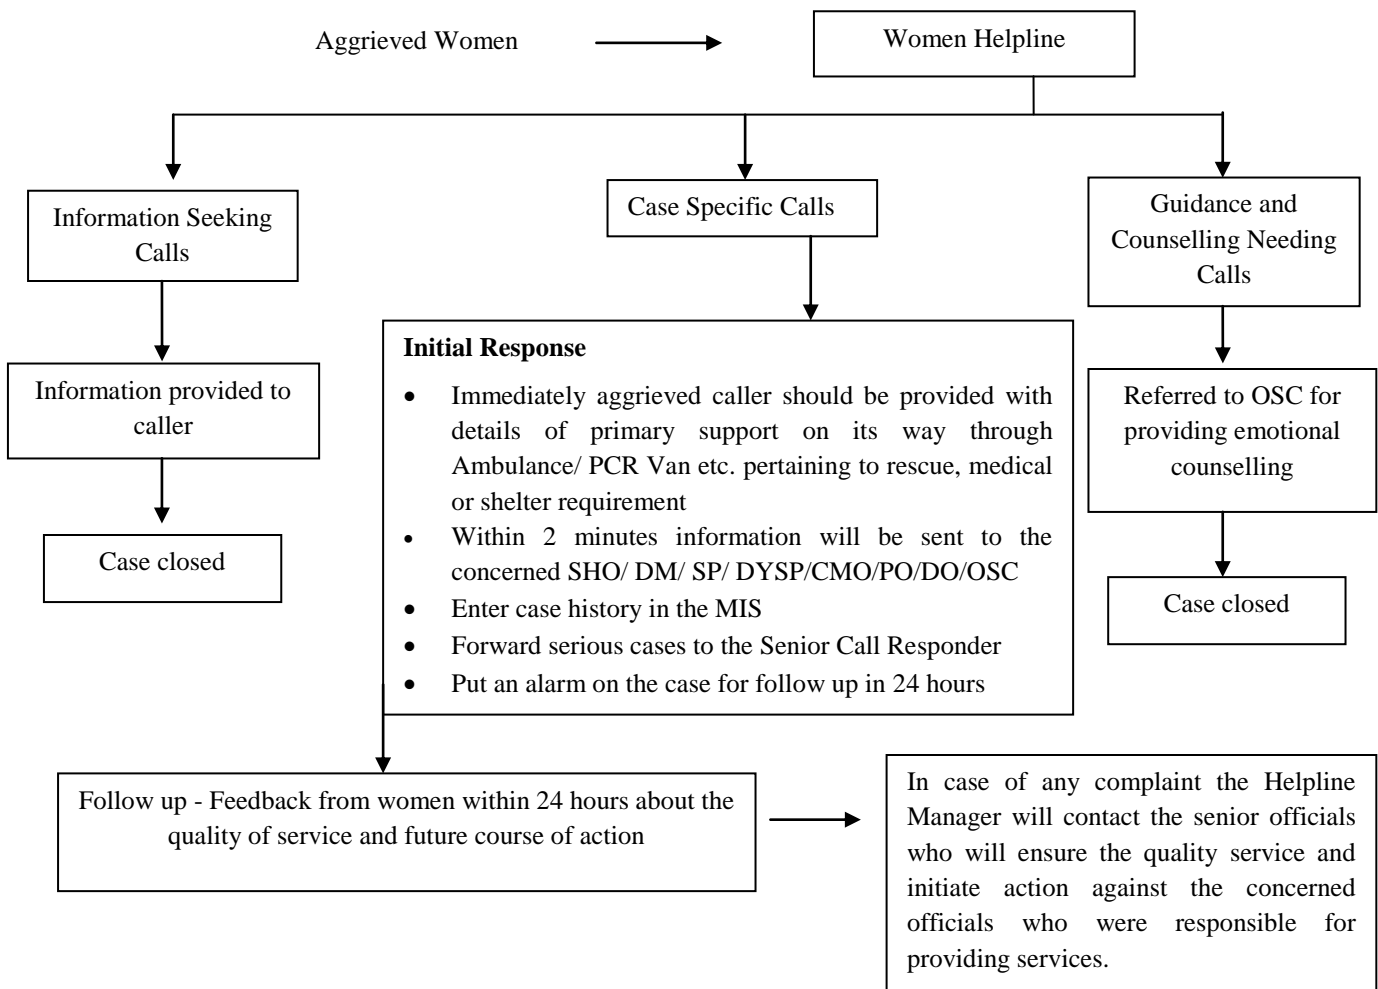 Aggrieved Women
Women Helpline
Information Seeking
Calls
Case Specific Calls
Guidance and
Counselling Needing
Calls
Information provided to
caller
Case closed
Initial Response
• Immediately aggrieved caller should be provided with
details of primary support on its way through
Ambulance/ PCR Van etc. pertaining to rescue, medical
or shelter requirement
• Within 2 minutes information will be sent to the
concerned SHO/ DM/ SP/ DYSP/CMO/PO/DO/OSC
• Enter case history in the MIS
• Forward serious cases to the Senior Call Responder
• Put an alarm on the case for follow up in 24 hours
Referred to OSC for
providing emotional
counselling
Case closed
Follow up - Feedback from women within 24 hours about the
quality of service and future course of action
In case of any complaint the Helpline
Manager will contact the senior officials
who will ensure the quality service and
initiate action against the concerned
officials who were responsible for
providing services.